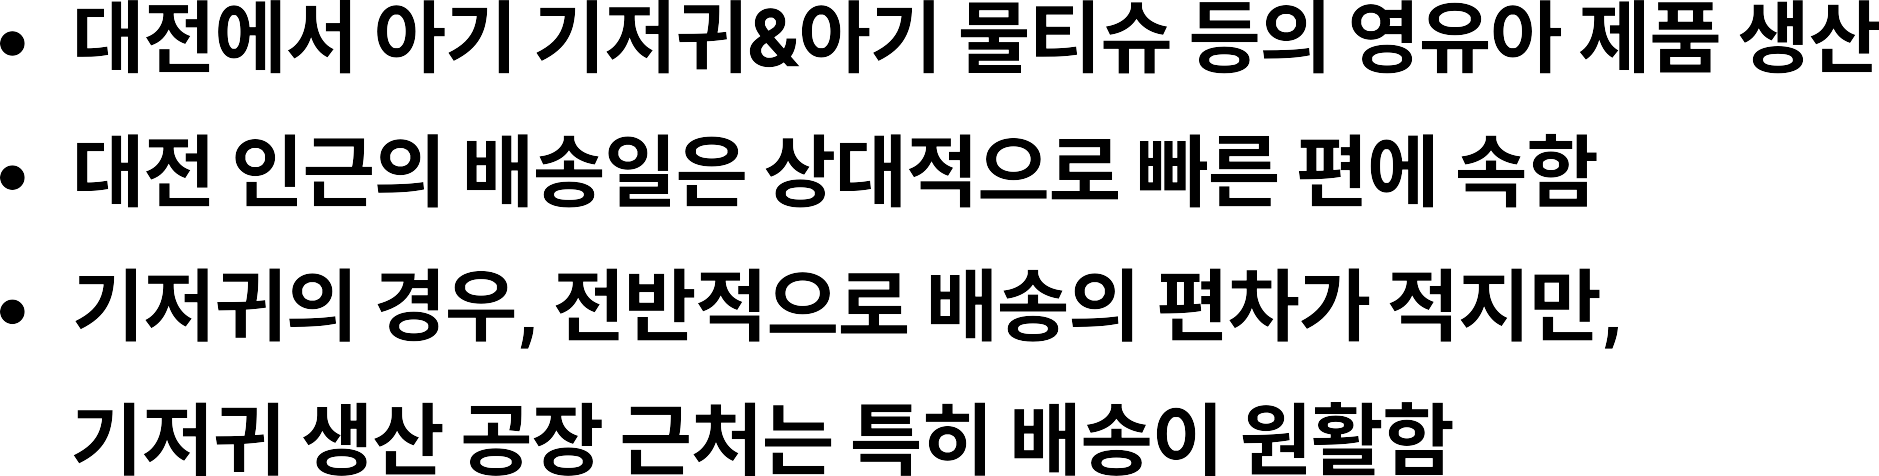 • 대전에서 아기 기저귀&아기 물티슈 등의 영유아 제품 생산
• 대전 인근의 배송일은 상대적으로 빠른 편에 속함
• 기저귀의 경우, 전반적으로 배송의 편차가 적지만,
기저귀 생산 공장 근처는 특히 배송이 원활함